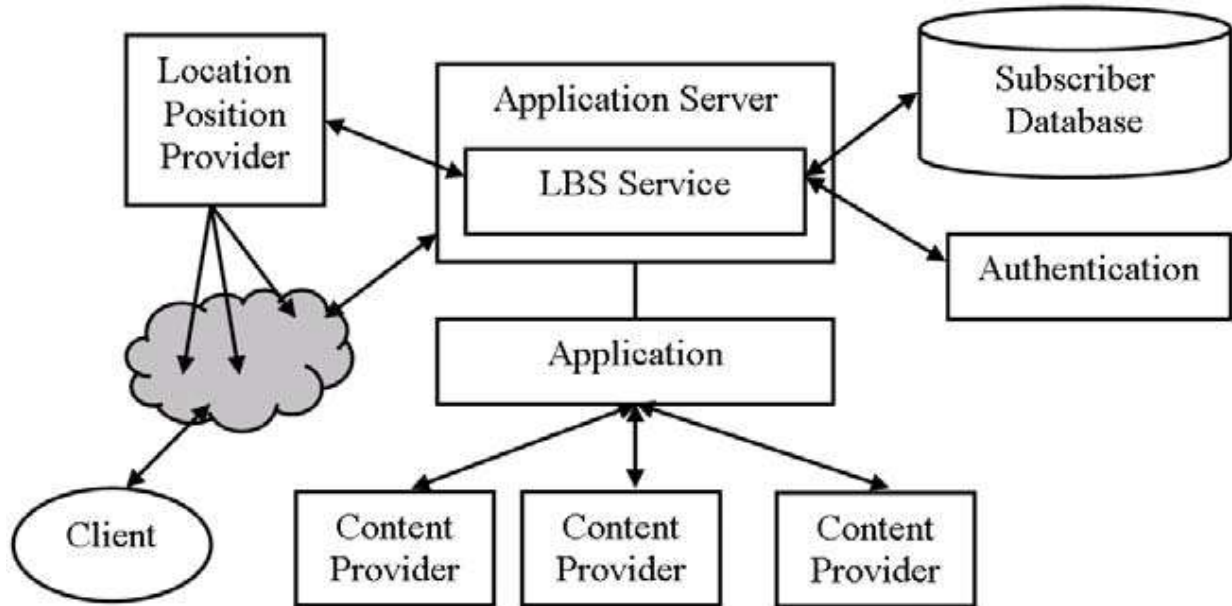 Location
Position
Provider
Application Server
LBS Service
Subscriber
Database
Authentication
Application
Client
Content
Provider
Content
Provider
Content
Provider